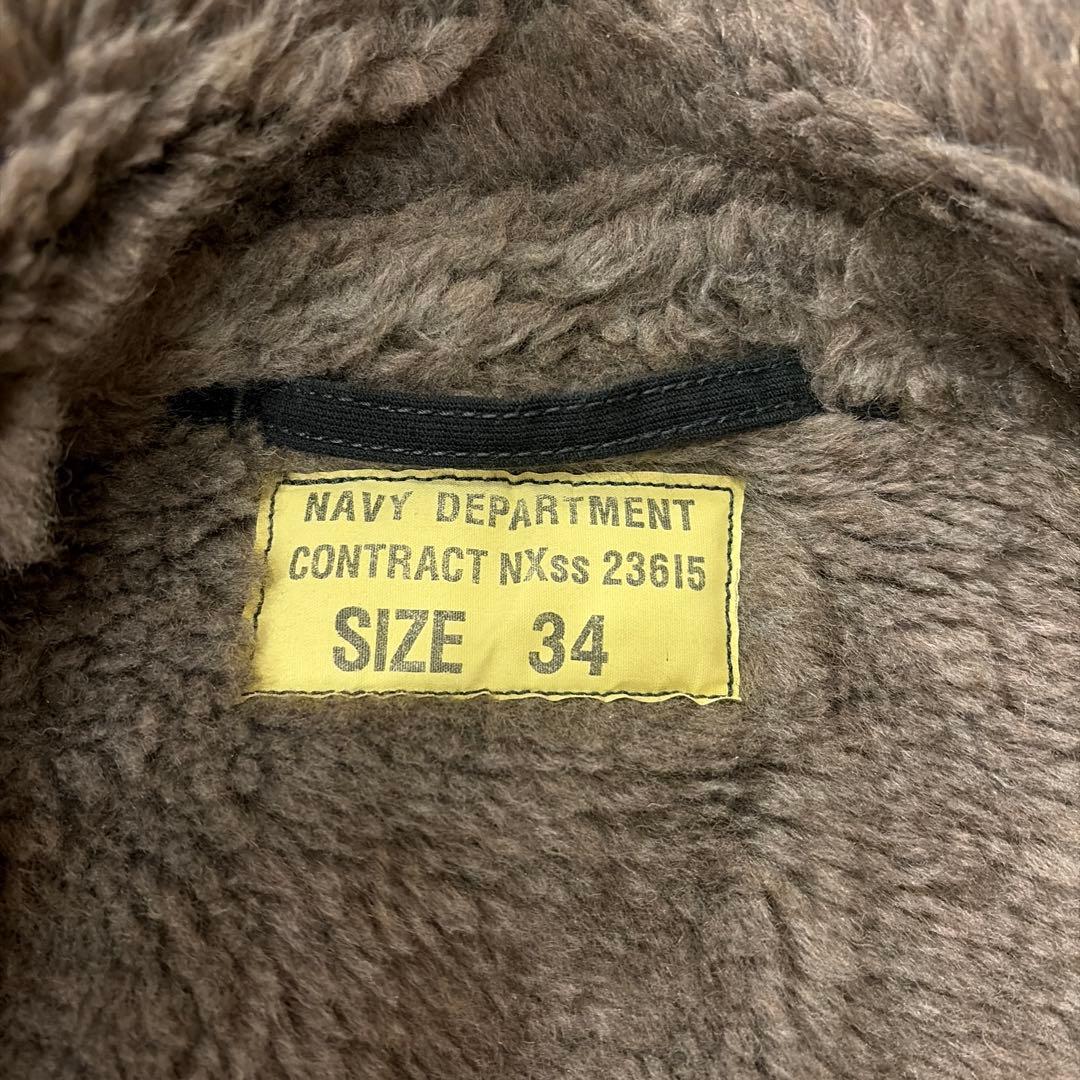 NAVY DEPARTMENT
CONTRACT NXss 23615
SIZE 34